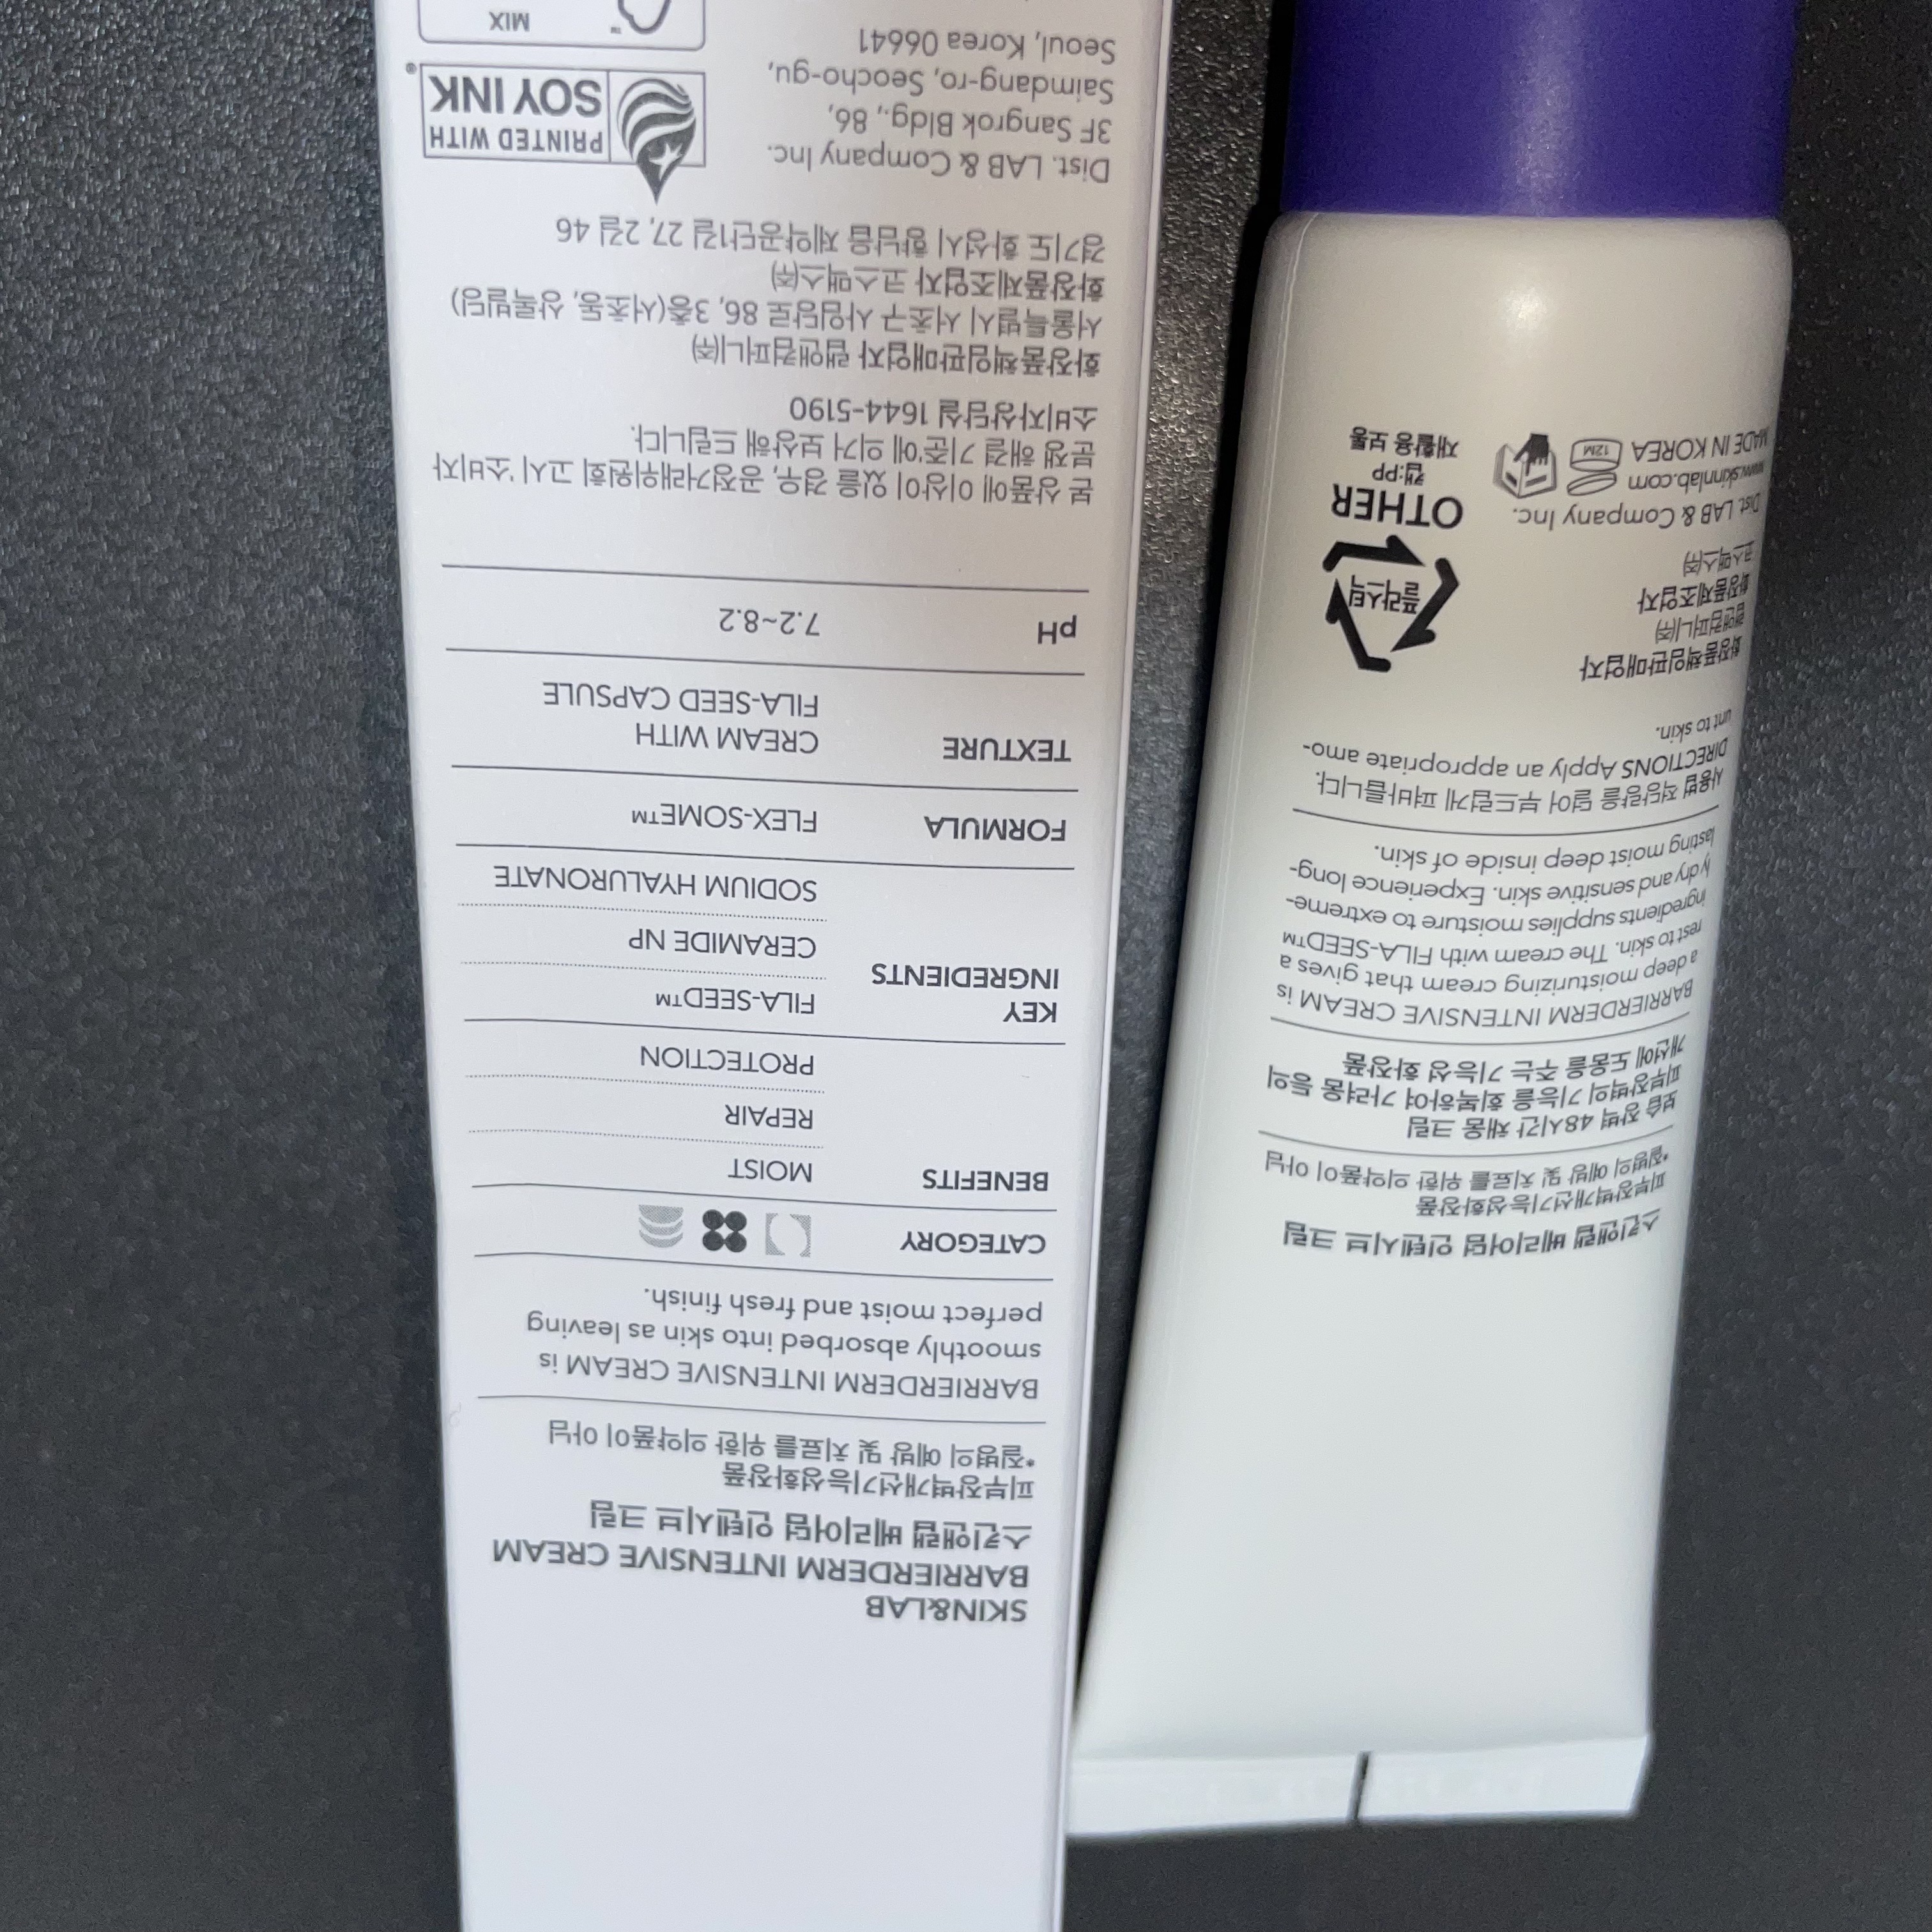 SKIN&LAB
BARRIERDERM INTENSIVE CREAM
스킨앤랩 베리어덤 인텐시브 크림
피부장벽개선기능성화장품
*질병의 예방 및 치료를 위한 의약품이 아님
BARRIERDERM INTENSIVE CREAM is
smoothly absorbed into skin as leaving
perfect moist and fresh finish.
CATEGORY
BENEFITS MOIST
REPAIR
PROTECTION
KEY
INGREDIENTS
FILA-SEED™
CERAMIDE NP
SODIUM HYALURONATE
FORMULA FLEX-SOME™
TEXTURE CREAM WITH
FILA-SEED CAPSULE
pH 7.2~8.2
본 상품에 이상이 있을 경우, 공정거래위원회 고시 '소비자
분쟁 해결 기준'에 의거 보상해 드립니다.
소비자상담실 1644-5190
화장품책임판매업자 랩앤컴퍼니㈜
서울특별시 서초구 사임당로 86, 3층(서초동, 상록빌딩)
화장품제조업자 코스맥스㈜
경기도 화성시 향남읍 제약공단1길 27, 2길 46
Dist. LAB & Company Inc.
3F Sangrok Bldg., 86,
Saimdang-ro, Seocho-gu,
Seoul, Korea 06641
PRINTED WITH
SOY INK®
™
MIX
스킨앤랩 베리어덤 인텐시브 크림
피부장벽개선기능성화장품
*질병의 예방 및 치료를 위한 의약품이 아님
보습 장벽 48시간 채움 크림
피부장벽의 기능을 회복하여 가려움 등의
개선에 도움을 주는 기능성 화장품
BARRIERDERM INTENSIVE CREAM is
a deep moisturizing cream that gives a
rest to skin. The cream with FILA-SEED™
ingredients supplies moisture to extreme-
ly dry and sensitive skin. Experience long-
lasting moist deep inside of skin.
사용법 적당량을 덜어 부드럽게 펴바릅니다.
DIRECTIONS Apply an appropriate amo-
unt to skin.
화장품책임판매업자
랩앤컴퍼니㈜
화장품제조업자
코스맥스㈜
Dist. LAB & Company Inc.
www.skinnlab.com
MADE IN KOREA
12M
플라스틱
OTHER
캡:PP
재활용 보통